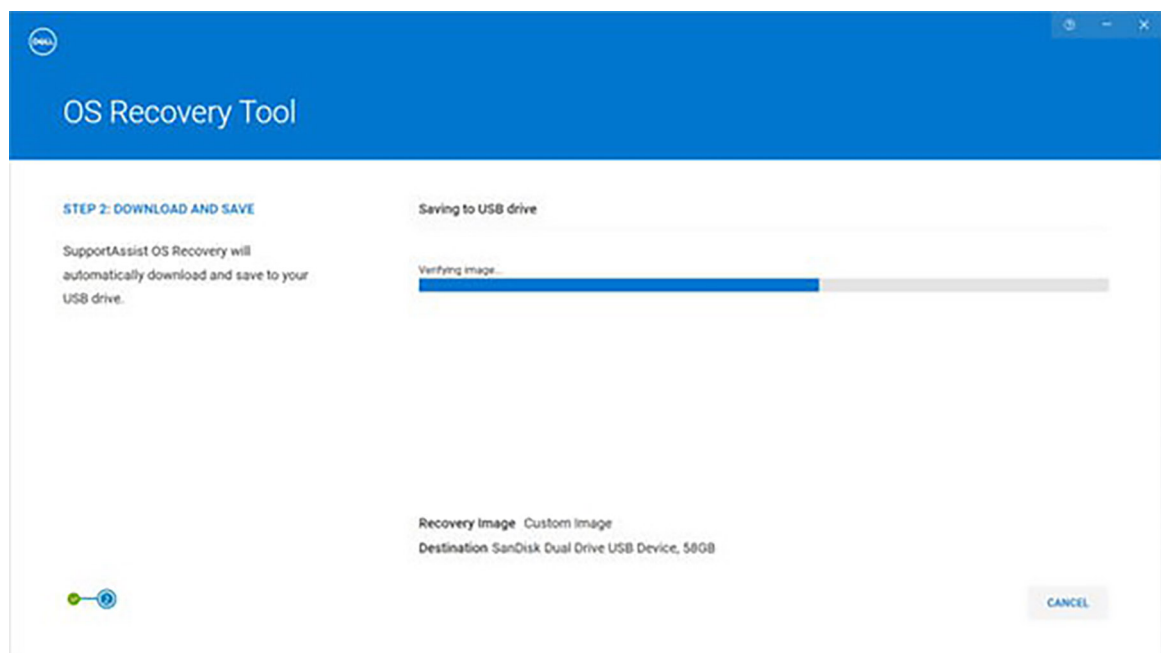 DELL
OS Recovery Tool
STEP 2: DOWNLOAD AND SAVE
SupportAssist OS Recovery will
automatically download and save to your
USB drive.
Saving to USB drive
Verifying image...
Recovery Image Custom Image
Destination SanDisk Dual Drive USB Device, 58GB
2
CANCEL